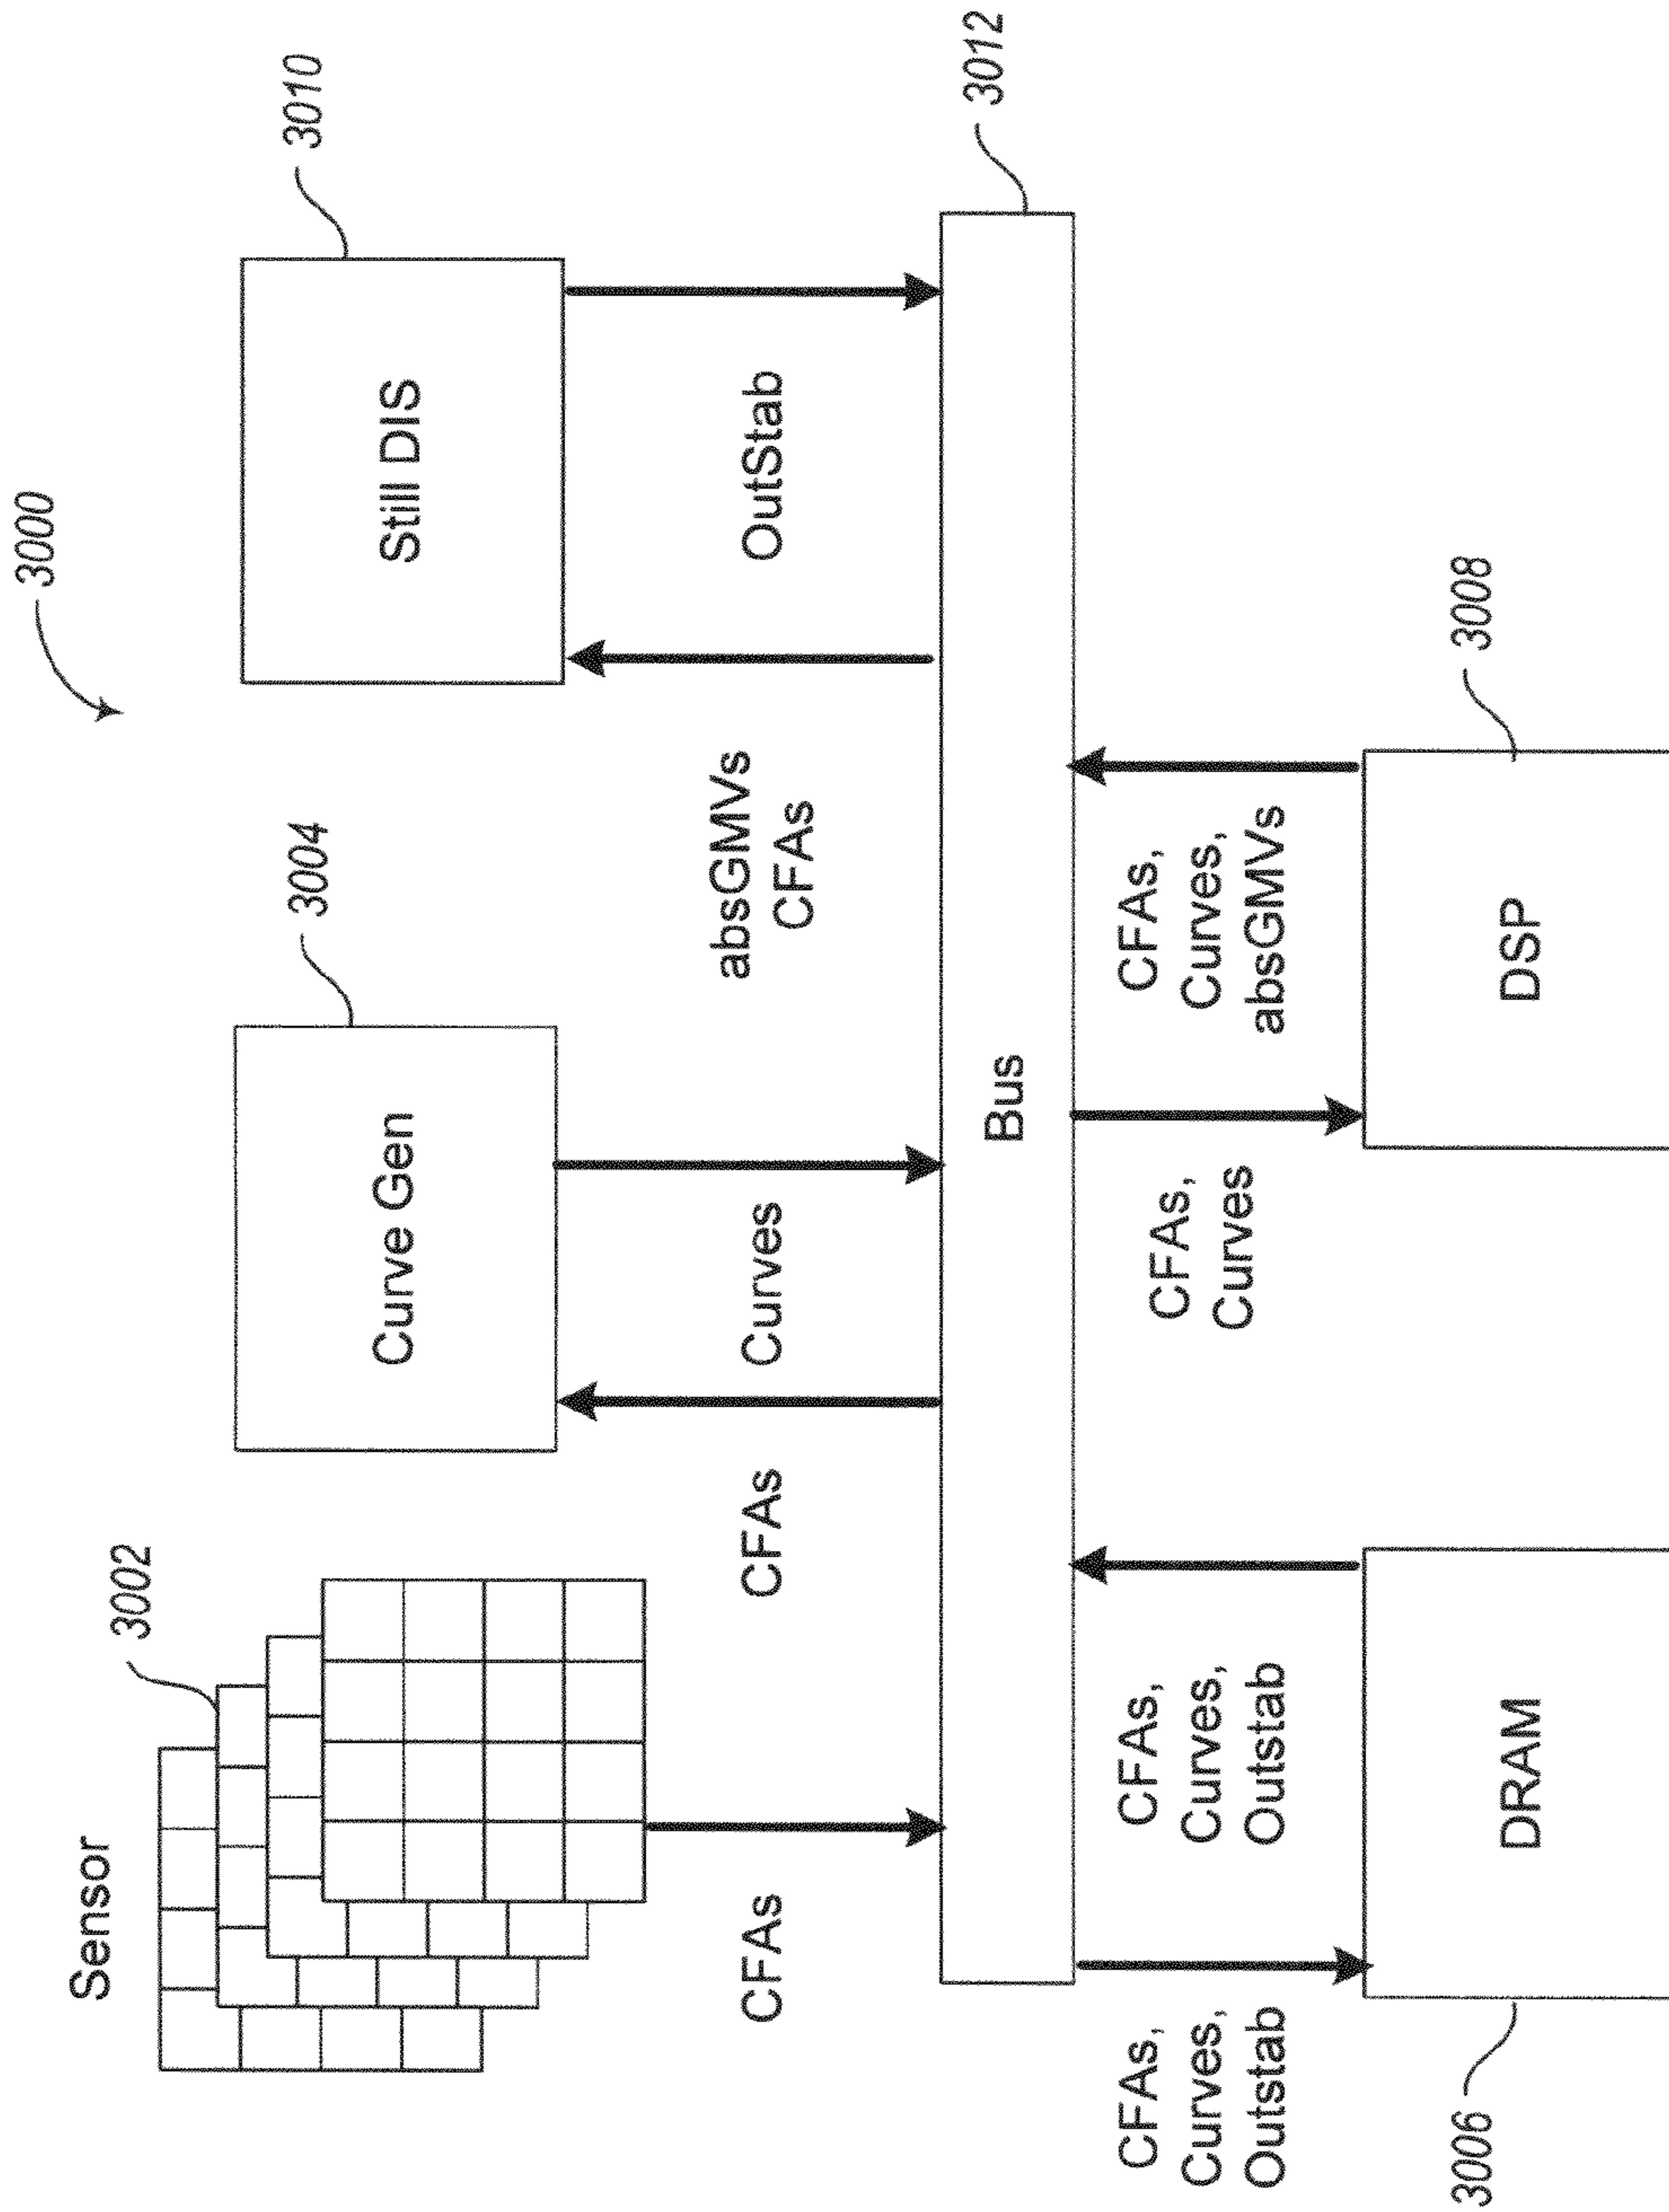 3000
Sensor
3002
3004
3010
Curve Gen
Still DIS
CFAs
CFAs
Curves
absGMVs
CFAs
OutStab
Bus
3012
CFAs,
Curves,
Outstab
CFAs,
Curves,
Outstab
CFAs,
Curves
CFAs,
Curves,
absGMVs
3006
DRAM
DSP
3008